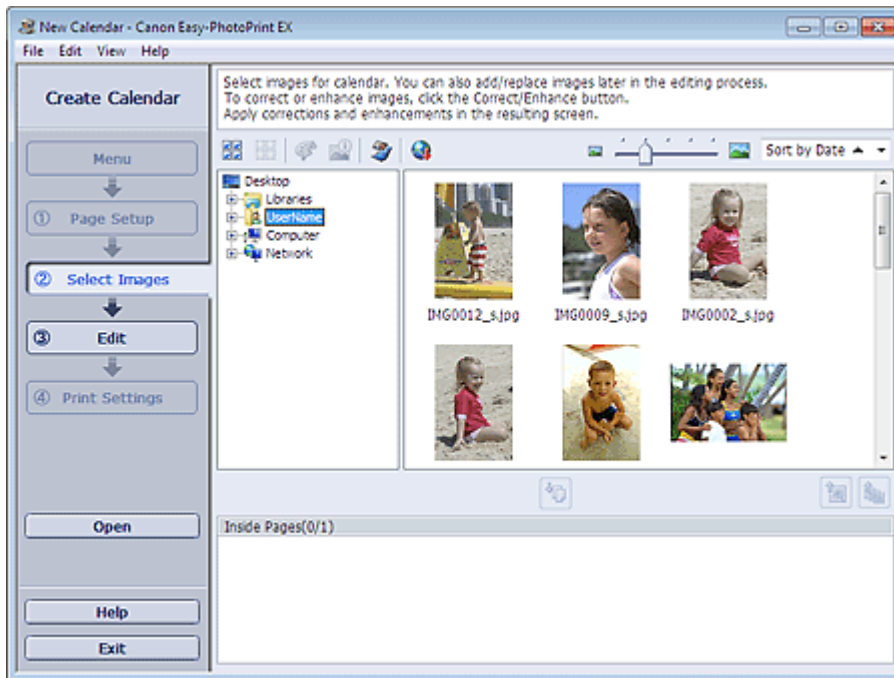 New Calendar - Canon Easy-PhotoPrint EX
File Edit View Help
Create Calendar
Menu
① Page Setup
② Select Images
③ Edit
④ Print Settings
Open
Help
Exit
Select images for calendar. You can also add/replace images later in the editing process.
To correct or enhance images, click the Correct/Enhance button.
Apply corrections and enhancements in the resulting screen.
Sort by Date
Desktop
Libraries
UserName
Computer
Network
IMG0012_s.jpg IMG0009_s.jpg IMG0002_s.jpg
Inside Pages(0/1)